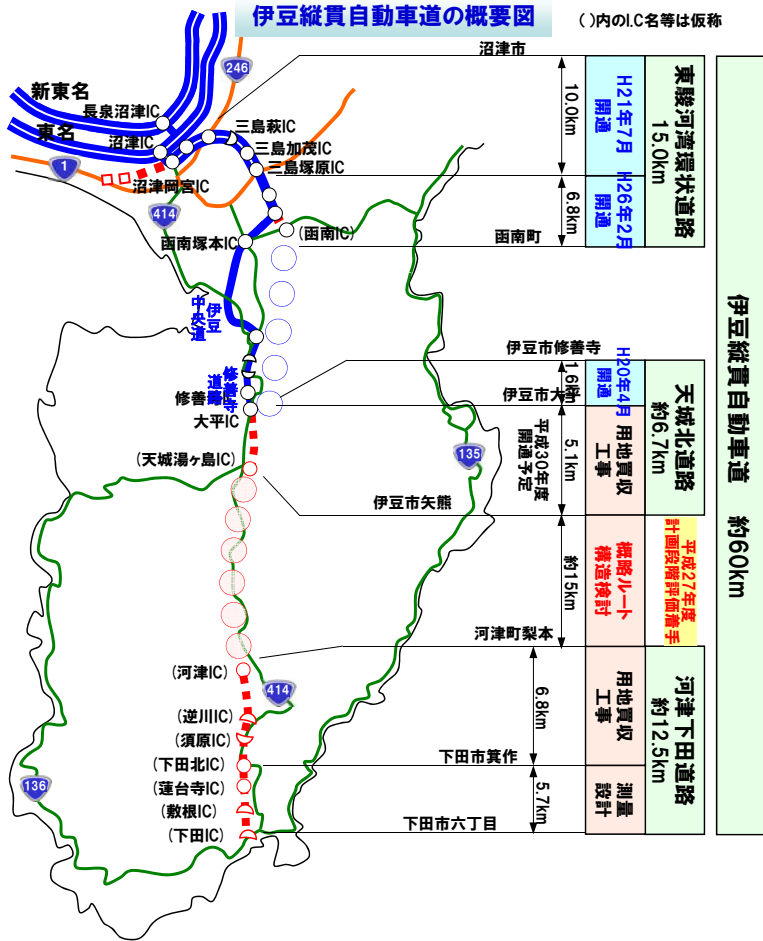 伊豆縦貫自動車道の概要図
( )内のI.C名等は仮称
沼津市
246
新東名
長泉沼津IC
東名
沼津IC
三島萩IC
三島加茂IC
三島塚原IC
1
沼津岡宮IC
414
函南塚本IC
(函南IC)
函南町
伊豆
中央道
伊豆市修善寺
修善寺
道路
伊豆市大平
大平IC
(天城湯ヶ島IC)
135
伊豆市矢熊
河津町梨本
(河津IC)
414
(逆川IC)
(須原IC)
下田市箕作
(下田北IC)
(蓮台寺IC)
136
(敷根IC)
(下田IC)
下田市六丁目
10.0km
6.8km
1.6km
5.1km
平成30年度
開通予定
約15km
6.8km
5.7km
H21年7月
開通
H26年2月
開通
H20年4月
開通
用地買収
工事
概略ルート
構造検討
用地買収
工事
測量
設計
東駿河湾環状道路
15.0km
天城北道路
約6.7km
平成27年度
計画段階評価着手
河津下田道路
約12.5km
伊豆縦貫自動車道 約60km